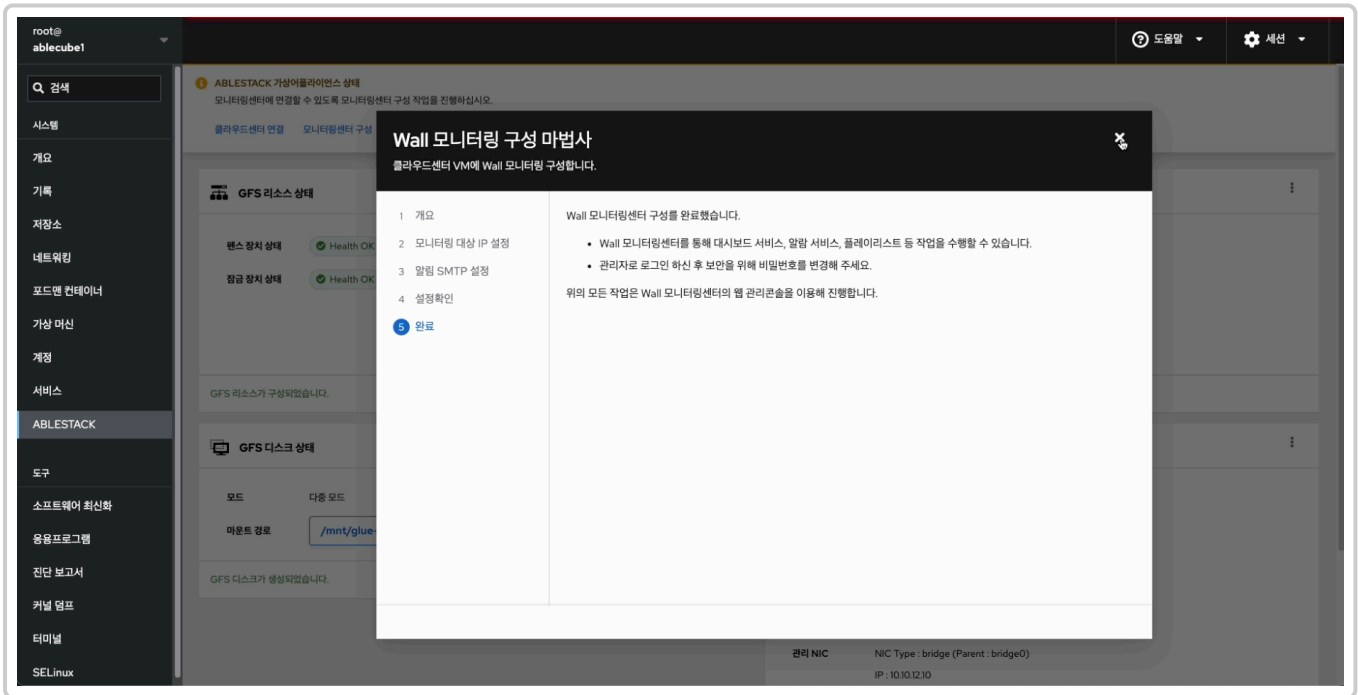 root@
ablecube1
도움말
세션
검색
시스템
개요
기록
저장소
네트워킹
포드맨 컨테이너
가상 머신
계정
서비스
ABLESTACK
도구
소프트웨어 최신화
응용프로그램
진단 보고서
커널 덤프
터미널
SELinux
ABLESTACK 가상어플라이언스 상태
모니터링센터에 연결할 수 있도록 모니터링센터 구성 작업을 진행하십시오.
클라우드센터 연결 모니터링센터 구성
GFS 리소스 상태
펜스 장치 상태 Health OK
잠금 장치 상태 Health OK
GFS 리소스가 구성되었습니다.
GFS 디스크 상태
모드 다중 모드
마운트 경로 /mnt/glue-
GFS 디스크가 생성되었습니다.
Wall 모니터링 구성 마법사
클라우드센터 VM에 Wall 모니터링 구성합니다.
1 개요
2 모니터링 대상 IP 설정
3 알림 SMTP 설정
4 설정확인
5 완료
Wall 모니터링센터 구성를 완료했습니다.
• Wall 모니터링센터를 통해 대시보드 서비스, 알람 서비스, 플레이리스트 등 작업을 수행할 수 있습니다.
• 관리자로 로그인 하신 후 보안을 위해 비밀번호를 변경해 주세요.
위의 모든 작업은 Wall 모니터링센터의 웹 관리콘솔을 이용해 진행합니다.
관리 NIC NIC Type : bridge (Parent : bridge0)
IP : 10.10.12.10